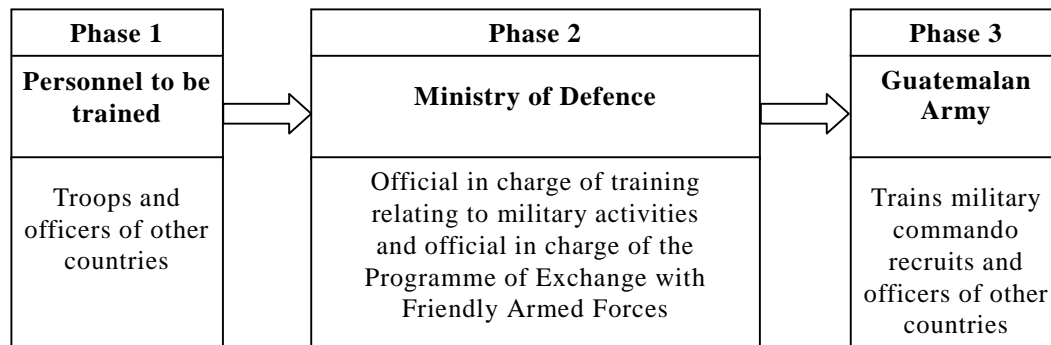 Phase 1
Personnel to be
trained
Troops and
officers of other
countries
Phase 2
Ministry of Defence
Official in charge of training
relating to military activities
and official in charge of the
Programme of Exchange with
Friendly Armed Forces
Phase 3
Guatemalan
Army
Trains military
commando
recruits and
officers of other
countries